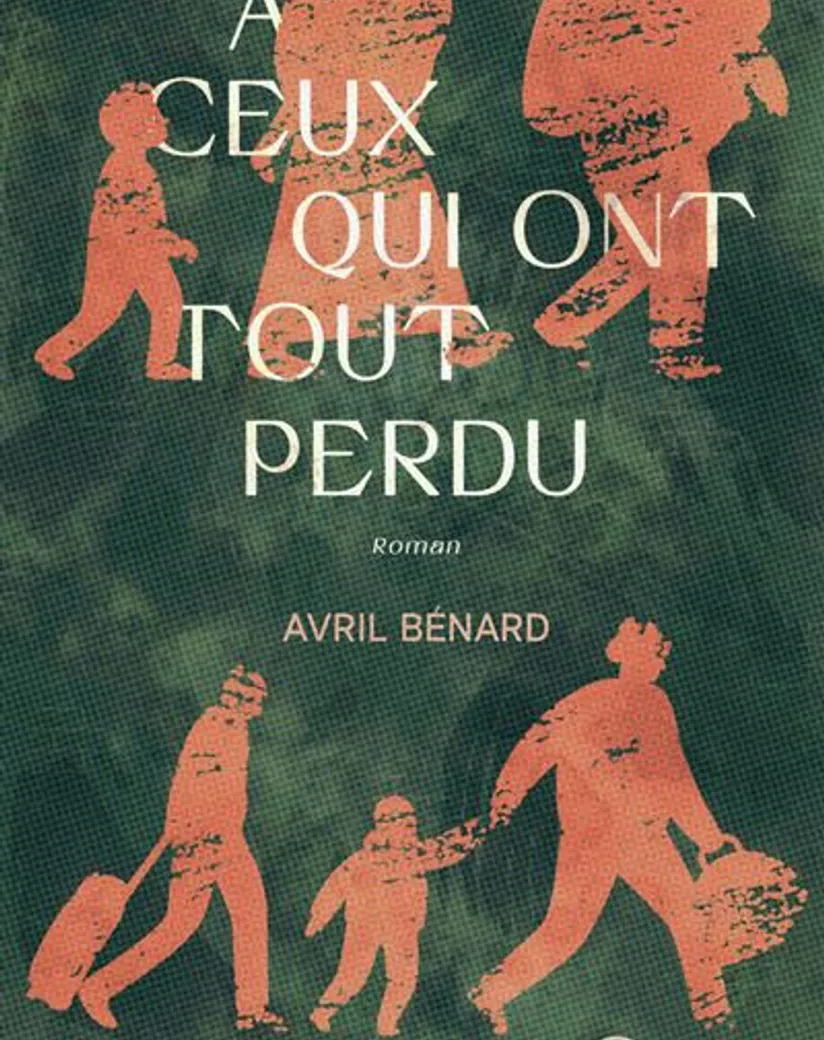 À
CEUX
QUI ONT
TOUT
PERDU
Roman
AVRIL BÉNARD